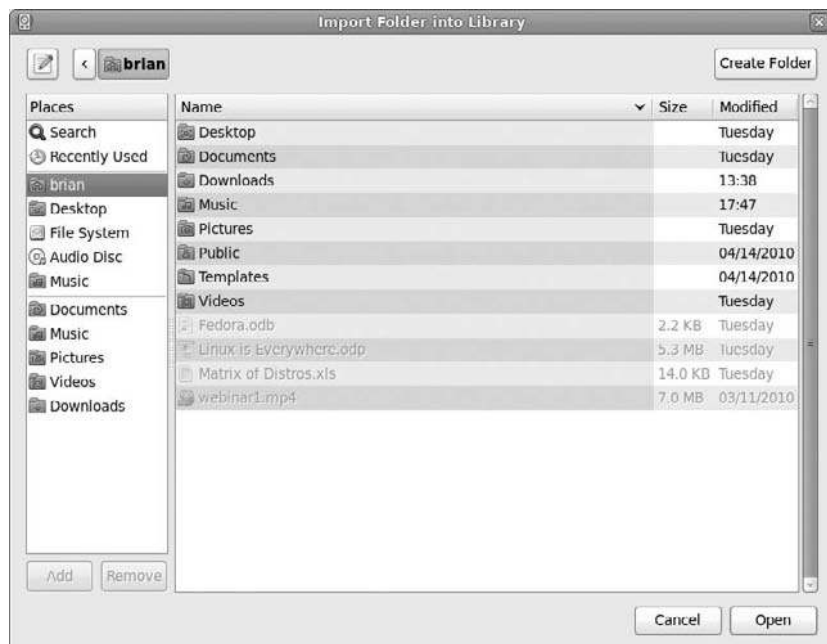 Import Folder into Library
brian
Create Folder
Places
Search
Recently Used
brian
Desktop
File System
Audio Disc
Music
Documents
Music
Pictures
Videos
Downloads
Add Remove
Name Size Modified
Desktop Tuesday
Documents Tuesday
Downloads 13:38
Music 17:47
Pictures Tuesday
Public 04/14/2010
Templates 04/14/2010
Videos Tuesday
Fedora.odb 2.2 KB Tuesday
Linux is Everywhere.odp 5.3 MB Tuesday
Matrix of Distros.xls 14.0 KB Tuesday
webinar1.mp4 7.0 MB 03/11/2010
Cancel Open